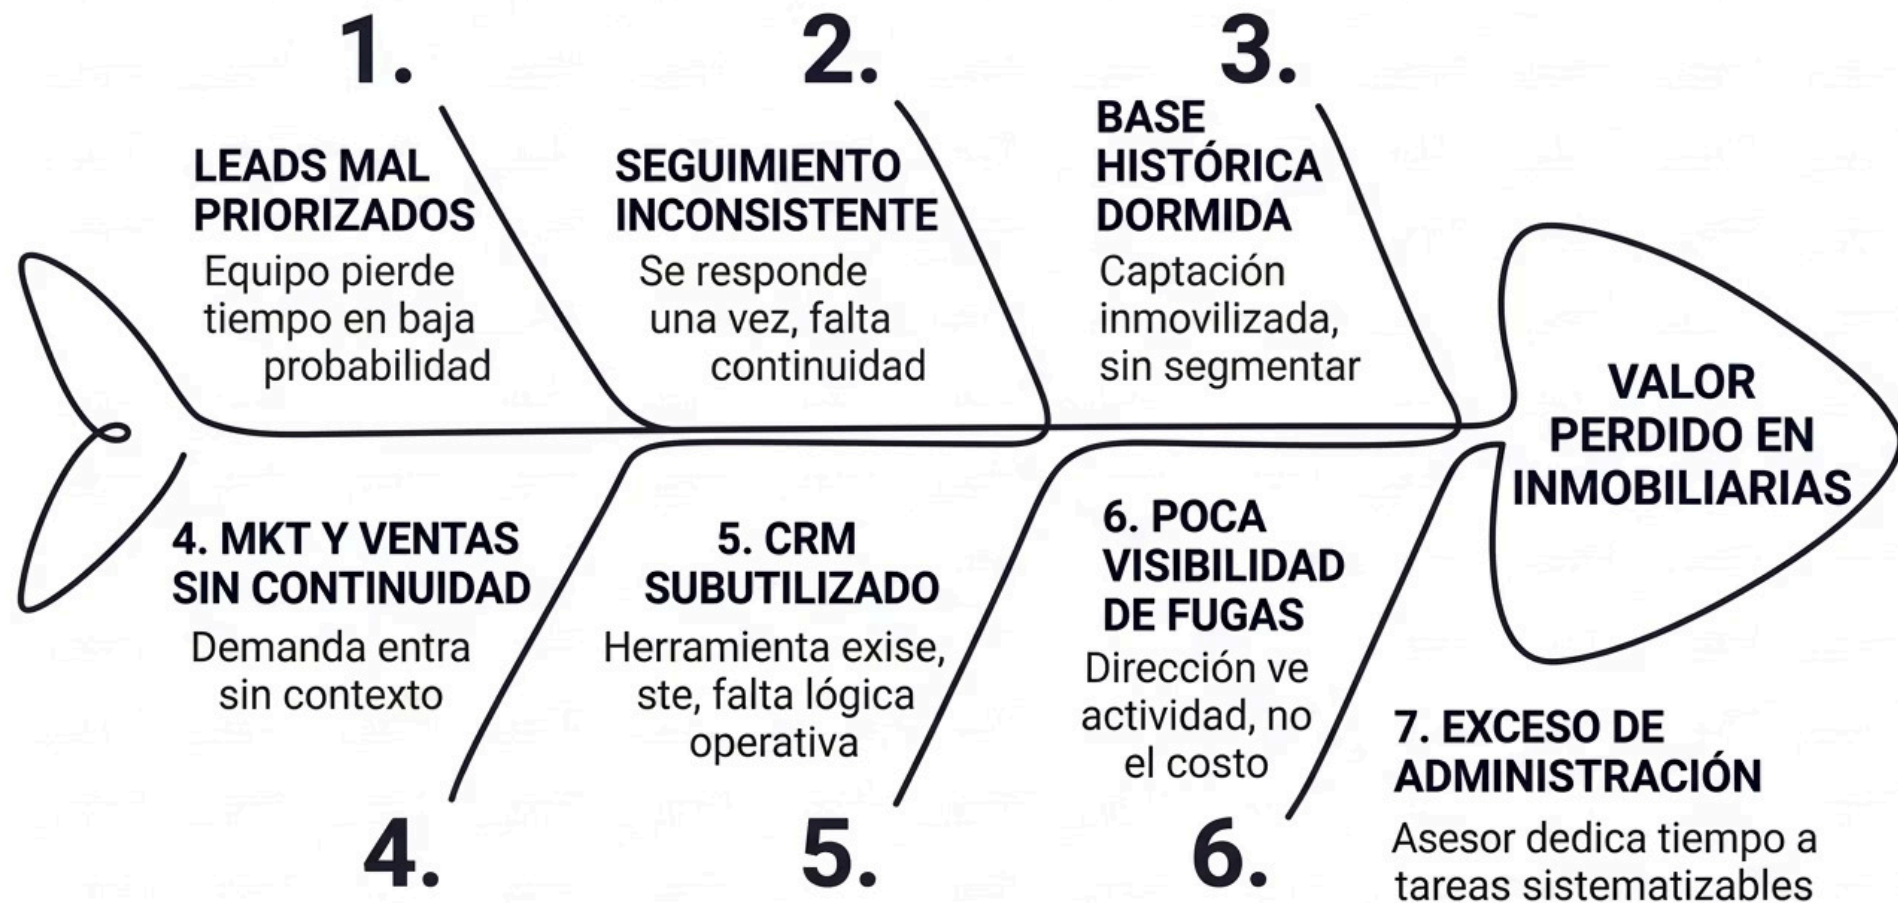 1.
LEADS MAL
PRIORIZADOS
Equipo pierde
tiempo en baja
probabilidad
2.
SEGUIMIENTO
INCONSISTENTE
Se responde
una vez, falta
continuidad
3.
BASE
HISTÓRICA
DORMIDA
Captación
inmovilizada,
sin segmentar
VALOR
PERDIDO EN
INMOBILIARIAS
4. MKT Y VENTAS
SIN CONTINUIDAD
Demanda entra
sin contexto
4.
5. CRM
SUBUTILIZADO
Herramienta exise,
ste, falta lógica
operativa
5.
6. POCA
VISIBILIDAD
DE FUGAS
Dirección ve
actividad, no
el costo
6.
7. EXCESO DE
ADMINISTRACIÓN
Asesor dedica tiempo a
tareas sistematizables